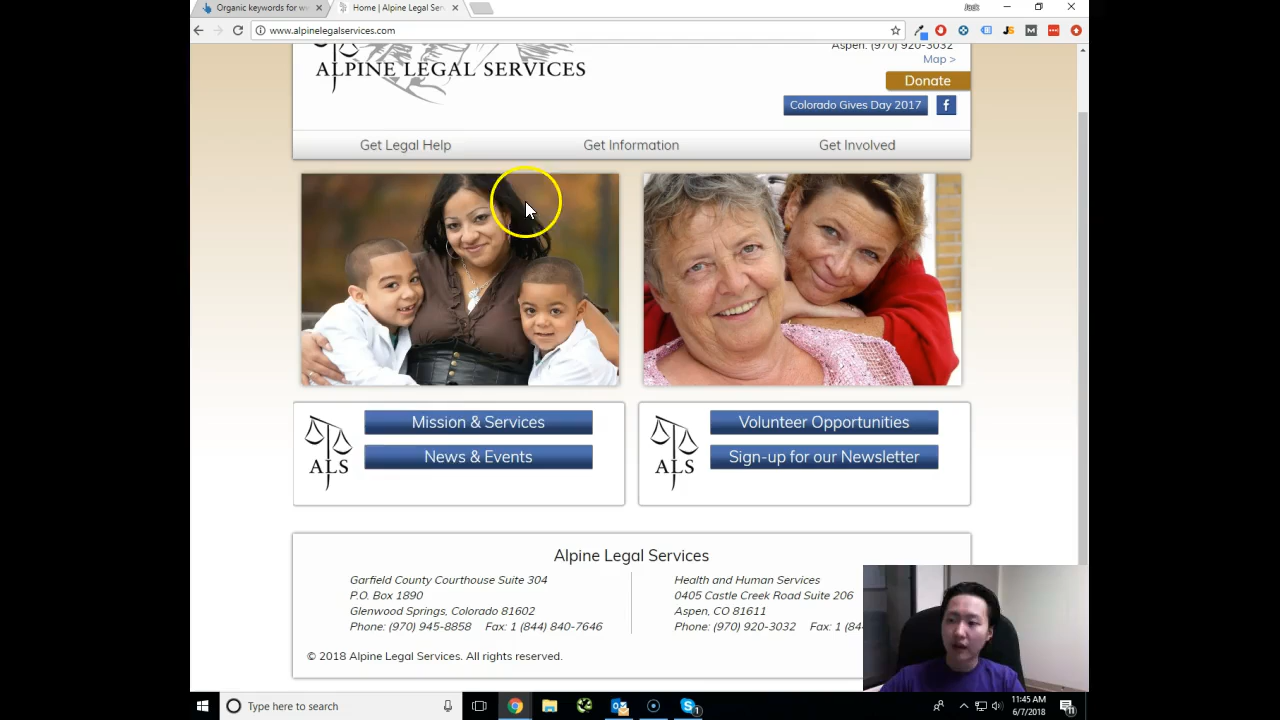 Organic keywords for w
Home | Alpine Legal Ser
Jack
www.alpinelegalservices.com
Aspen: (970) 920-3032
ALPINE LEGAL SERVICES
Map >
Donate
Colorado Gives Day 2017
f
Get Legal Help
Get Information
Get Involved
Mission & Services
News & Events
ALS
Volunteer Opportunities
Sign-up for our Newsletter
ALS
Alpine Legal Services
Garfield County Courthouse Suite 304
P.O. Box 1890
Glenwood Springs, Colorado 81602
Phone: (970) 945-8858 Fax: 1 (844) 840-7646
Health and Human Services
0405 Castle Creek Road Suite 206
Aspen, CO 81611
Phone: (970) 920-3032 Fax: 1 (84
© 2018 Alpine Legal Services. All rights reserved.
Type here to search
11:45 AM
6/7/2018